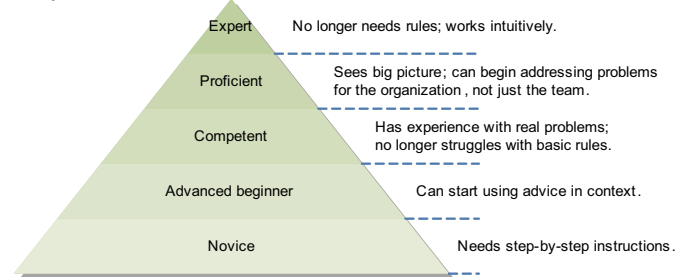 Expert
No longer needs rules; works intuitively.
Proficient
Sees big picture; can begin addressing problems
for the organization , not just the team.
Competent
Has experience with real problems;
no longer struggles with basic rules.
Advanced beginner
Can start using advice in context.
Novice
Needs step-by-step instructions.